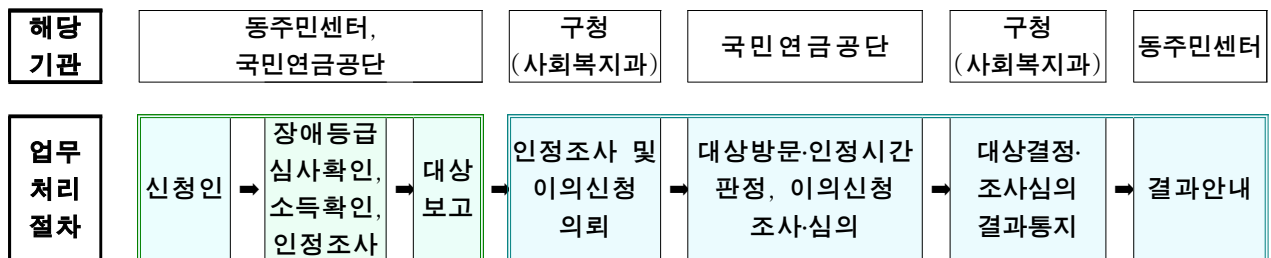 해당
기관
동주민센터,
국민연금공단
구청
(사회복지과)
국민연금공단
구청
(사회복지과)
동주민센터
업무
처리
절차
신청인
➡
장애등급
심사확인,
소득확인,
인정조사
➡
대상
보고
➡
인정조사 및
이의신청
의뢰
➡
대상방문·인정시간
판정, 이의신청
조사·심의
➡
대상결정·
조사심의
결과통지
➡
결과안내